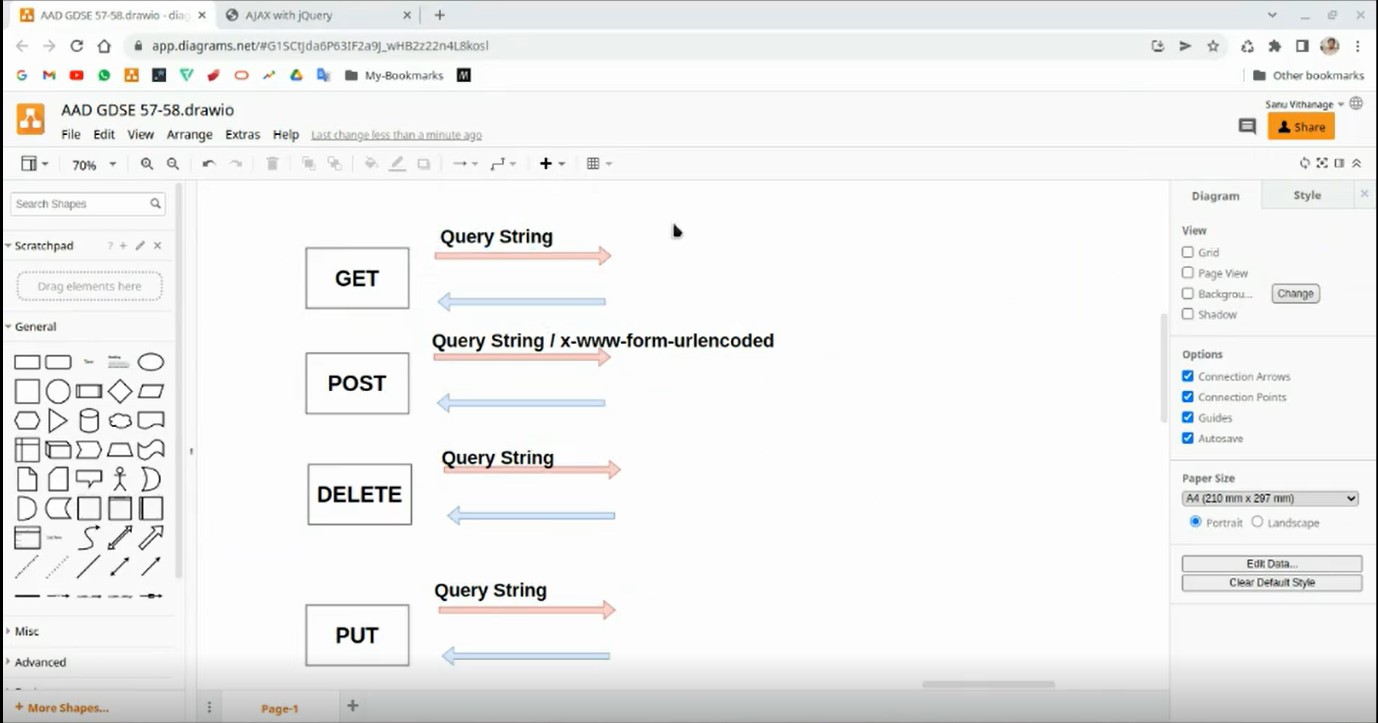 AAD GDSE 57-58.drawio - diag
AJAX with jQuery
app.diagrams.net/#G1SCtJda6P63IF2a9J_wHB2z22n4L8kosl
My-Bookmarks
Other bookmarks
AAD GDSE 57-58.drawio
Sanu Vithanage
File Edit View Arrange Extras Help Last change less than a minute ago
Share
70%
Search Shapes
Scratchpad
Drag elements here
General
Misc
Advanced
+ More Shapes...
Query String
GET
Query String / x-www-form-urlencoded
POST
Query String
DELETE
Query String
PUT
Page-1
Diagram Style
View
Grid
Page View
Backgrou... Change
Shadow
Options
Connection Arrows
Connection Points
Guides
Autosave
Paper Size
A4 (210 mm x 297 mm)
Portrait Landscape
Edit Data...
Clear Default Style